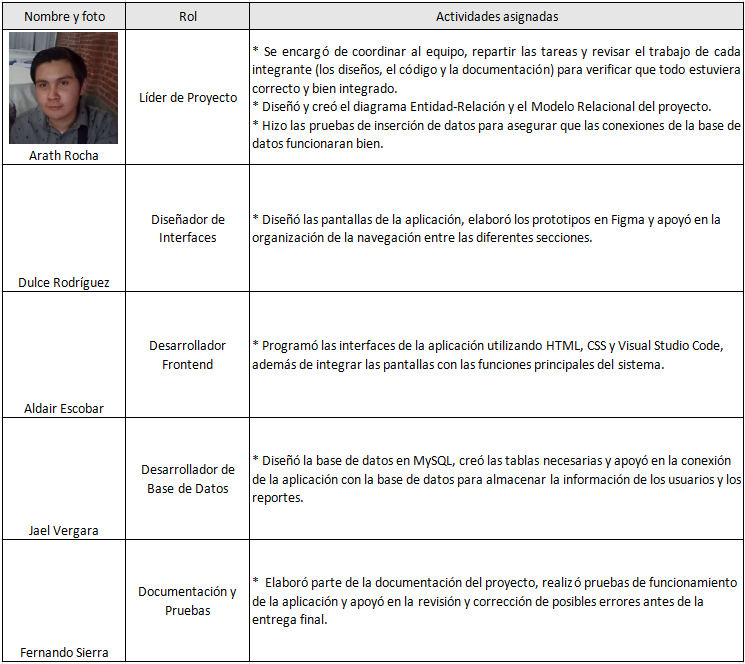 Nombre y foto
Rol
Actividades asignadas
Arath Rocha
Líder de Proyecto
* Se encargó de coordinar al equipo, repartir las tareas y revisar el trabajo de cada
integrante (los diseños, el código y la documentación) para verificar que todo estuviera
correcto y bien integrado.
* Diseñó y creó el diagrama Entidad-Relación y el Modelo Relacional del proyecto.
* Hizo las pruebas de inserción de datos para asegurar que las conexiones de la base de
datos funcionaran bien.
Dulce Rodríguez
Diseñador de
Interfaces
* Diseñó las pantallas de la aplicación, elaboró los prototipos en Figma y apoyó en la
organización de la navegación entre las diferentes secciones.
Aldair Escobar
Desarrollador
Frontend
* Programó las interfaces de la aplicación utilizando HTML, CSS y Visual Studio Code,
además de integrar las pantallas con las funciones principales del sistema.
Jael Vergara
Desarrollador de
Base de Datos
* Diseñó la base de datos en MySQL, creó las tablas necesarias y apoyó en la conexión
de la aplicación con la base de datos para almacenar la información de los usuarios y los
reportes.
Fernando Sierra
Documentación y
Pruebas
*  Elaboró parte de la documentación del proyecto, realizó pruebas de funcionamiento
de la aplicación y apoyó en la revisión y corrección de posibles errores antes de la
entrega final.